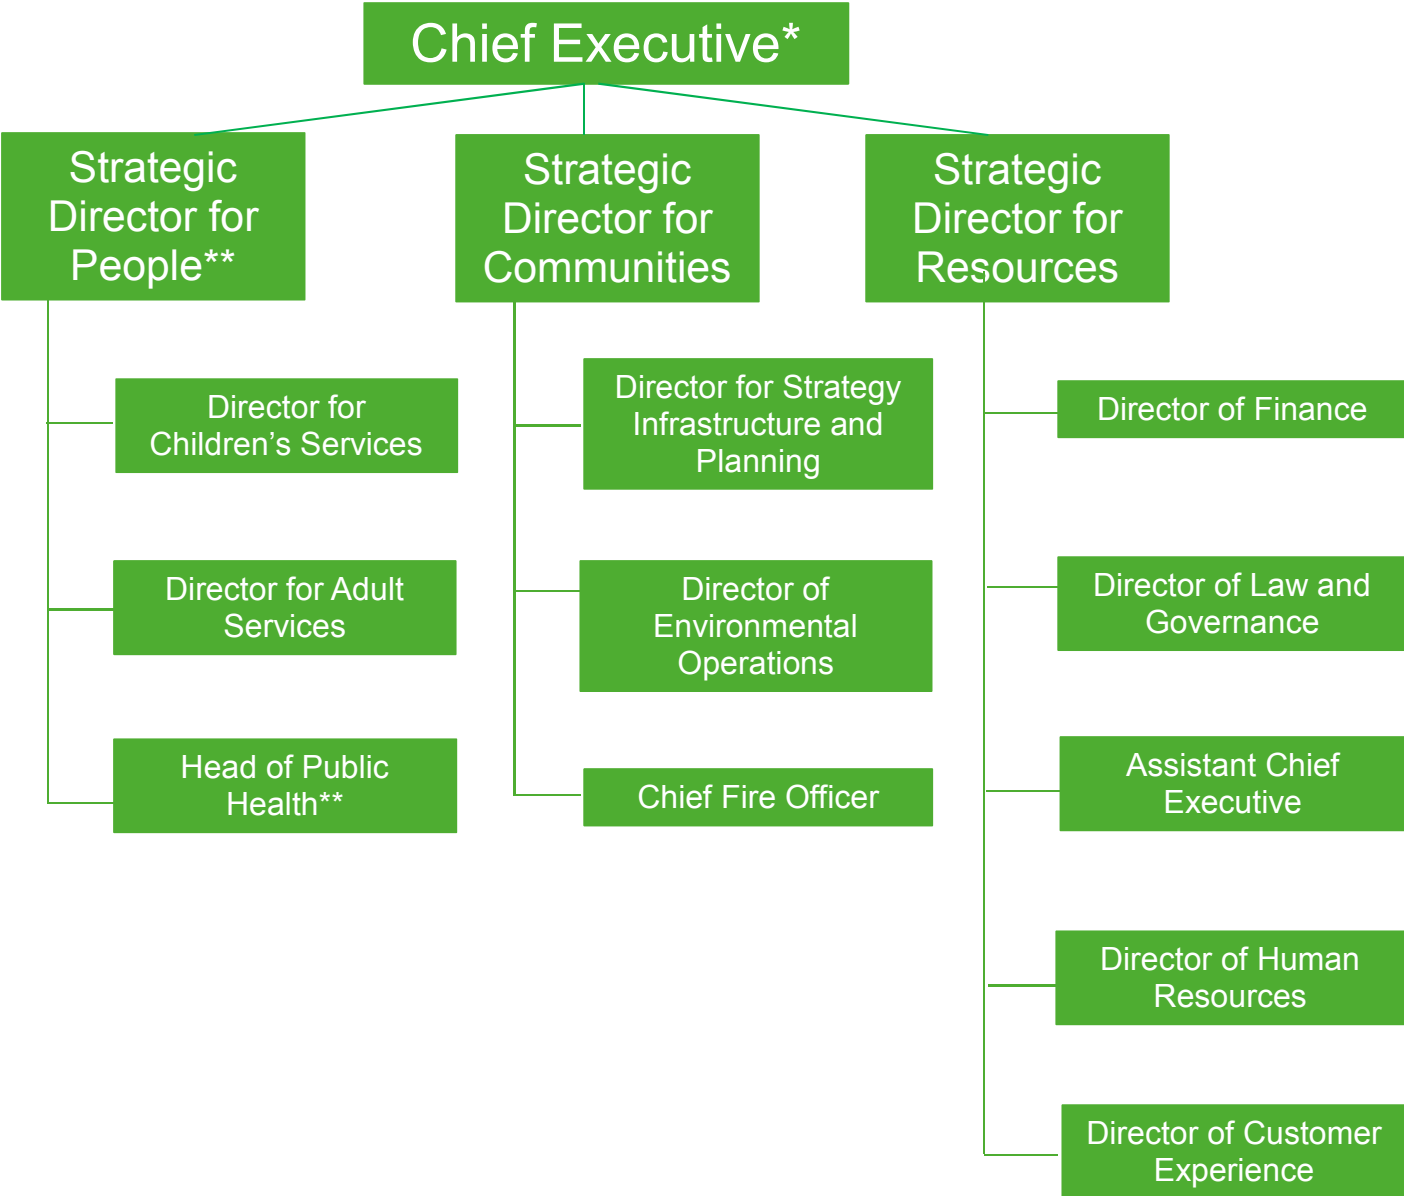 Chief Executive*
Strategic
Director for
People**
Strategic
Director for
Communities
Strategic
Director for
Resources
Director for
Children’s Services
Director for Adult
Services
Head of Public
Health**
Director for Strategy
Infrastructure and
Planning
Director of
Environmental
Operations
Chief Fire Officer
Director of Finance
Director of Law and
Governance
Assistant Chief
Executive
Director of Human
Resources
Director of Customer
Experience